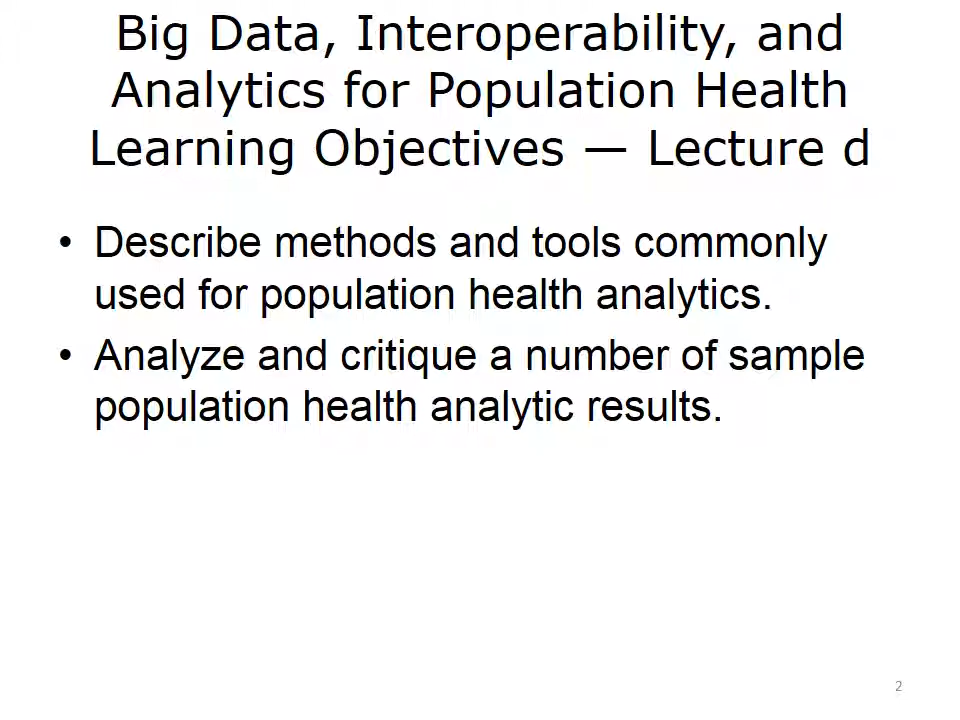 Big Data, Interoperability, and
Analytics for Population Health
Learning Objectives — Lecture d
• Describe methods and tools commonly
used for population health analytics.
• Analyze and critique a number of sample
population health analytic results.
2